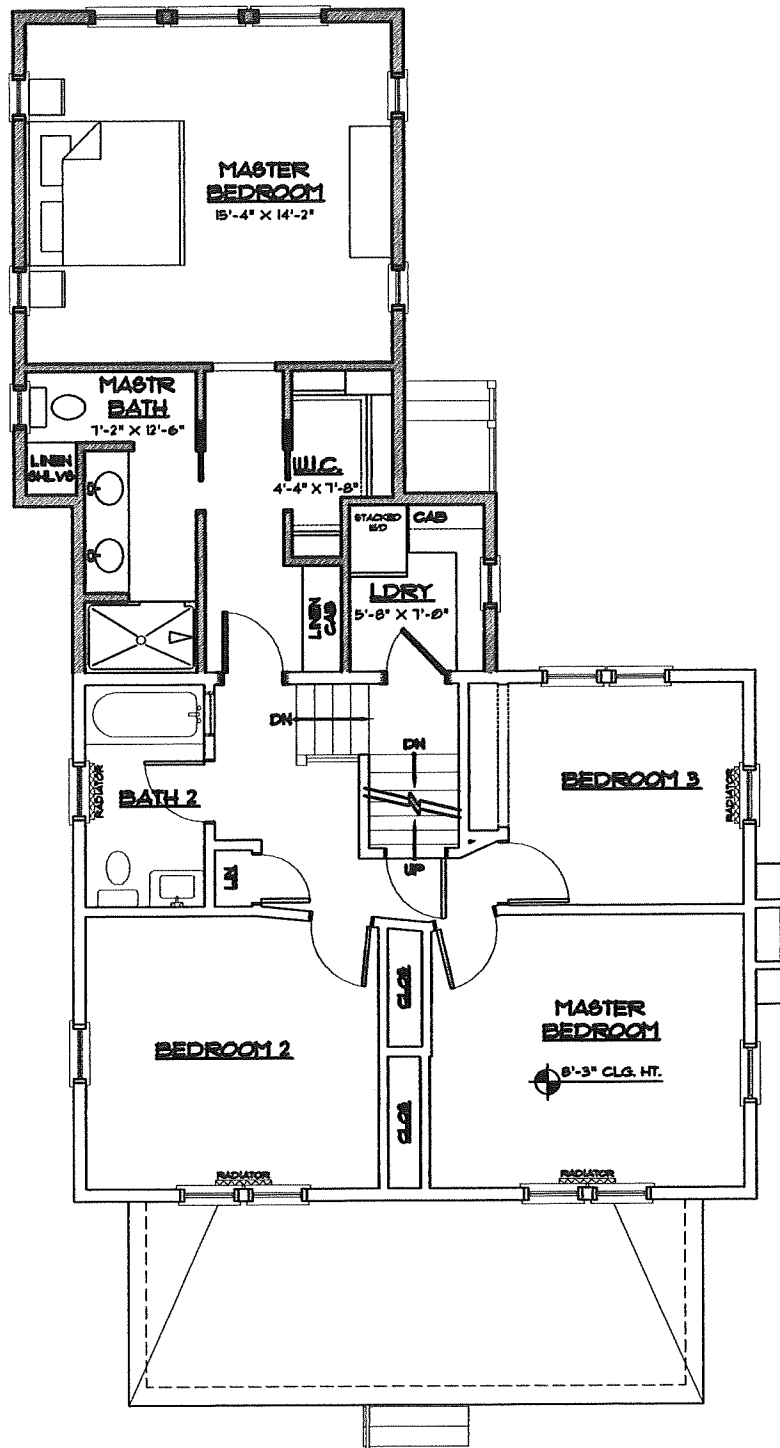 MASTER
BEDROOM
15'-4" X 14'-2"
MASTR
BATH
7'-2" X 12'-6"
LINEN
SHLVS
W.I.C.
4'-4" X 7'-8"
STACKED
W/D
CAB
LDRY
5'-8" X 7'-0"
LINEN
CAB
DN
DN
UP
BATH 2
RADIATOR
LIN.
BEDROOM 3
RADIATOR
BEDROOM 2
RADIATOR
CLOS
CLOS
MASTER
BEDROOM
8'-3" CLG. HT.
RADIATOR